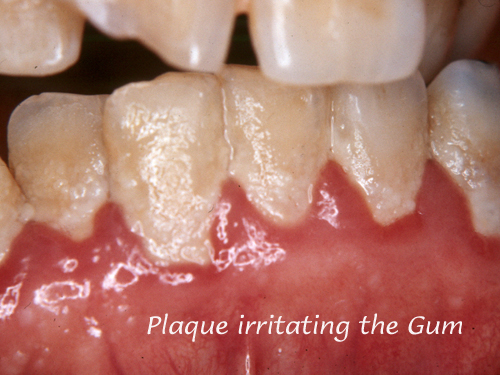 Plaque irritating the Gum